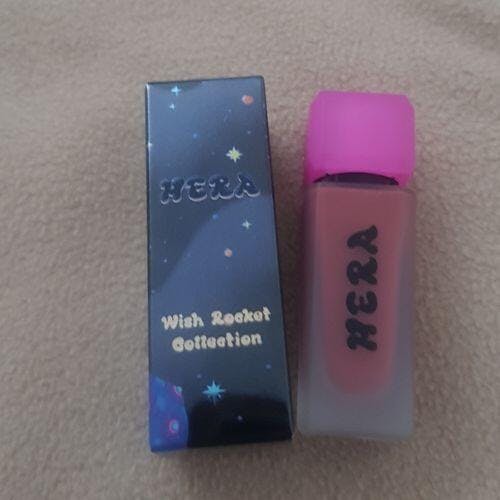 HERA
Wish Rocket
Collection
HERA